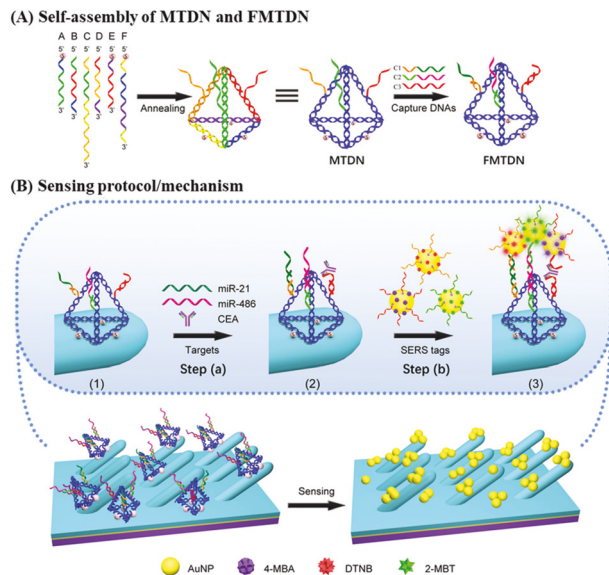 (A) Self-assembly of MTDN and FMTDN
A B C D E F
5' 5' 5' 5' 5' 5'
3' 3' 3' 3' 3' 3'
Annealing
MTDN
C1
C2
C3
Capture DNAs
FMTDN
(B) Sensing protocol/mechanism
(1)
miR-21
miR-486
CEA
Targets
Step (a)
(2)
SERS tags
Step (b)
(3)
Sensing
AuNP 4-MBA DTNB 2-MBT